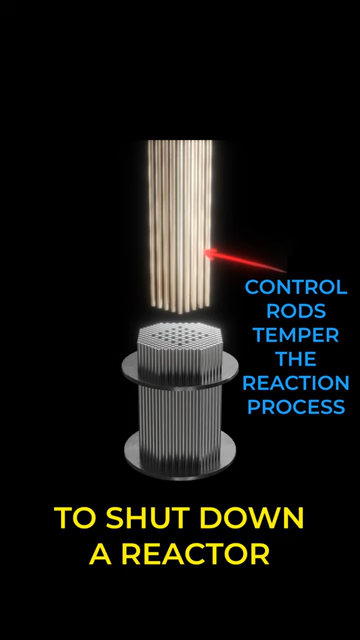 CONTROL
RODS
TEMPER
THE
REACTION
PROCESS
TO SHUT DOWN
A REACTOR